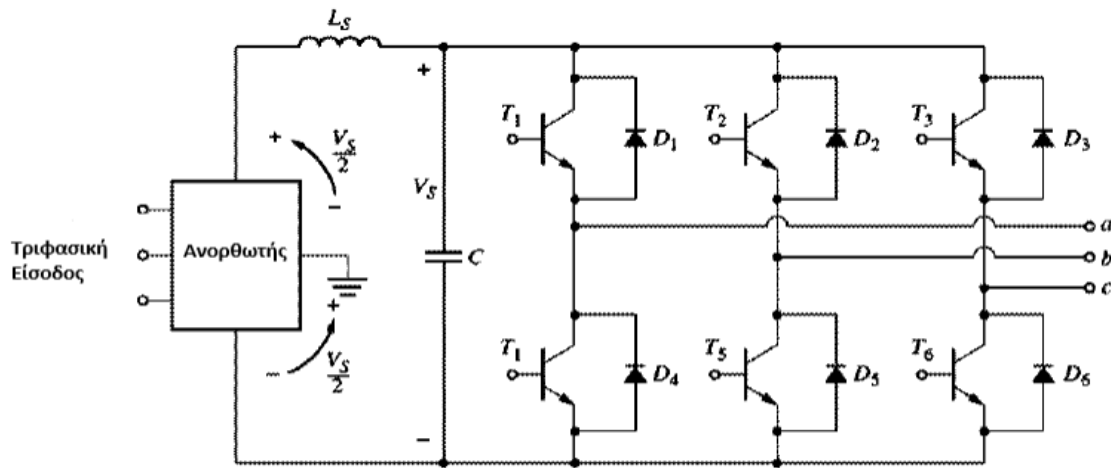 L_S
+
T_1
D_1
T_2
D_2
T_3
D_3
+
V_S
2
−
V_S
Τριφασική
Είσοδος
Ανορθωτής
C
a
b
c
+
−
V_S
2
T_1
D_4
T_5
D_5
T_6
D_6
−